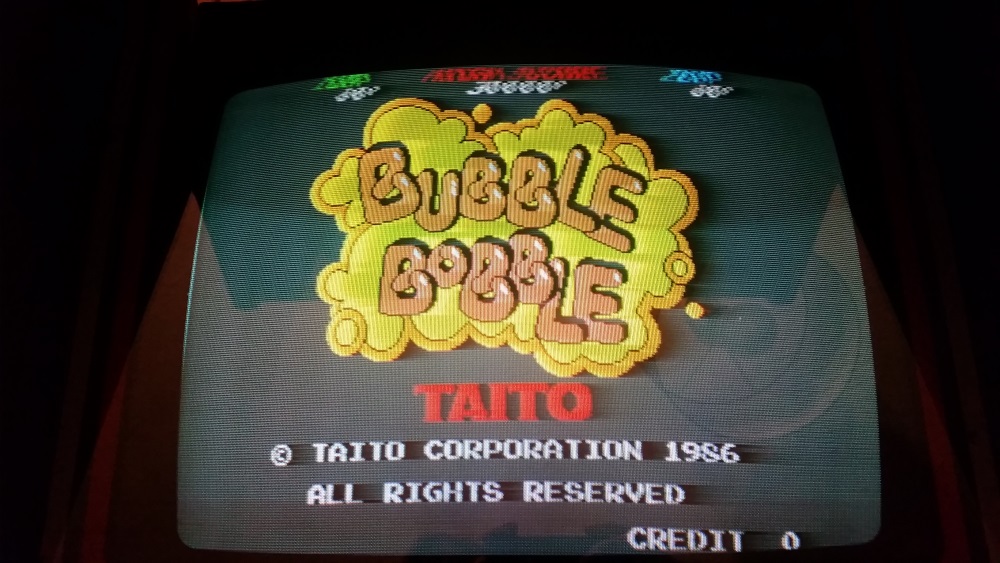 BUBBLE
BOBBLE
TAITO
© TAITO CORPORATION 1986
ALL RIGHTS RESERVED
CREDIT 0